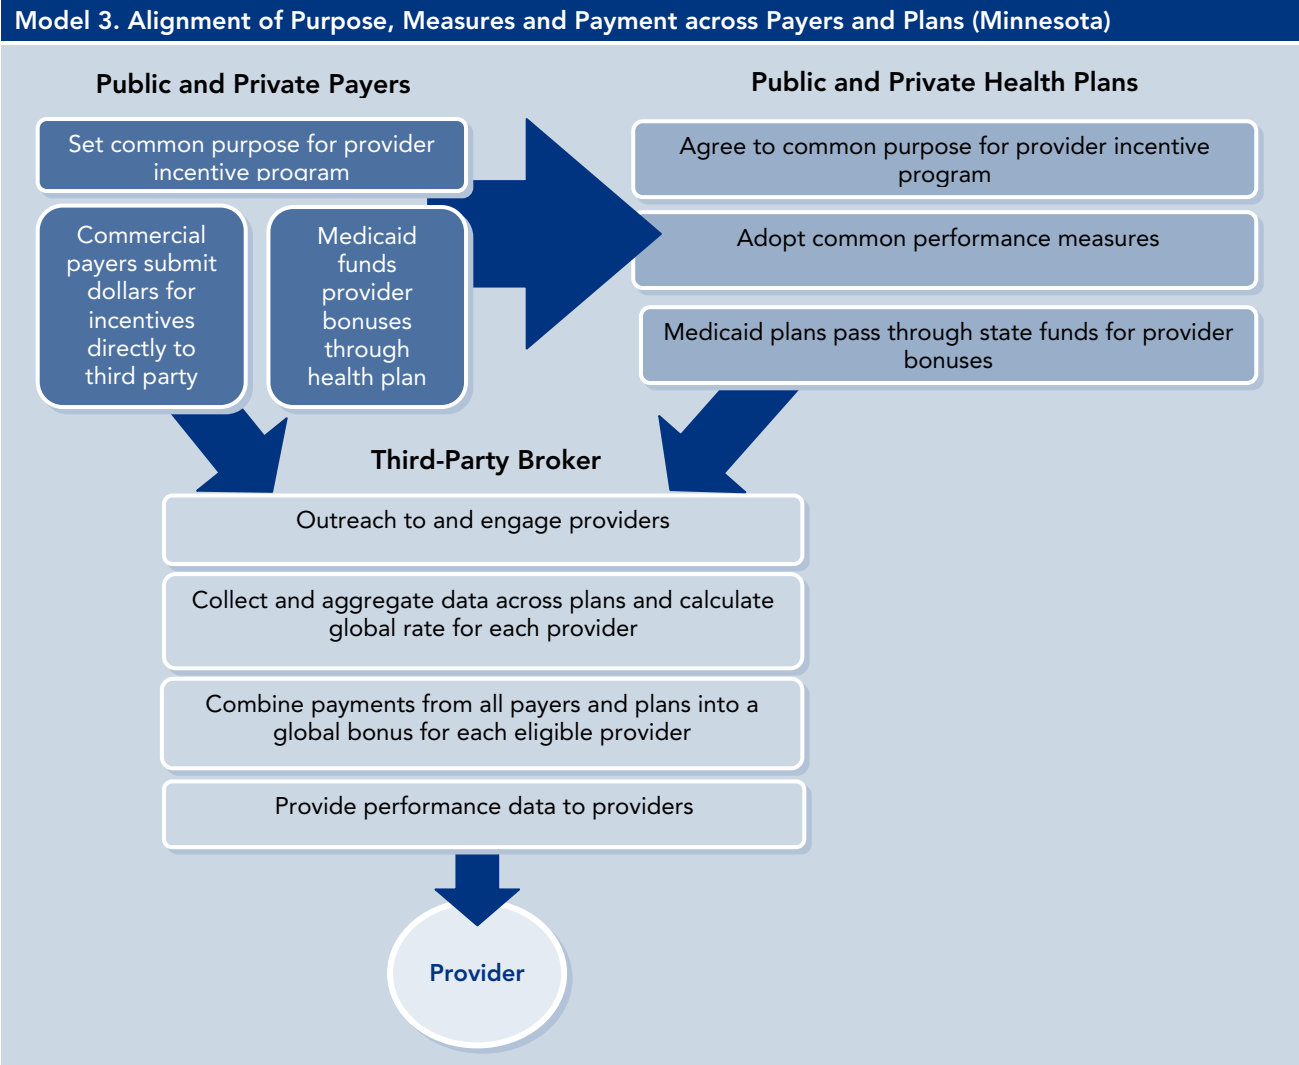 Model 3. Alignment of Purpose, Measures and Payment across Payers and Plans (Minnesota)
Public and Private Payers
Set common purpose for provider
incentive program
Commercial
payers submit
dollars for
incentives
directly to
third party
Medicaid
funds
provider
bonuses
through
health plan
Public and Private Health Plans
Agree to common purpose for provider incentive
program
Adopt common performance measures
Medicaid plans pass through state funds for provider
bonuses
Third-Party Broker
Outreach to and engage providers
Collect and aggregate data across plans and calculate
global rate for each provider
Combine payments from all payers and plans into a
global bonus for each eligible provider
Provide performance data to providers
Provider